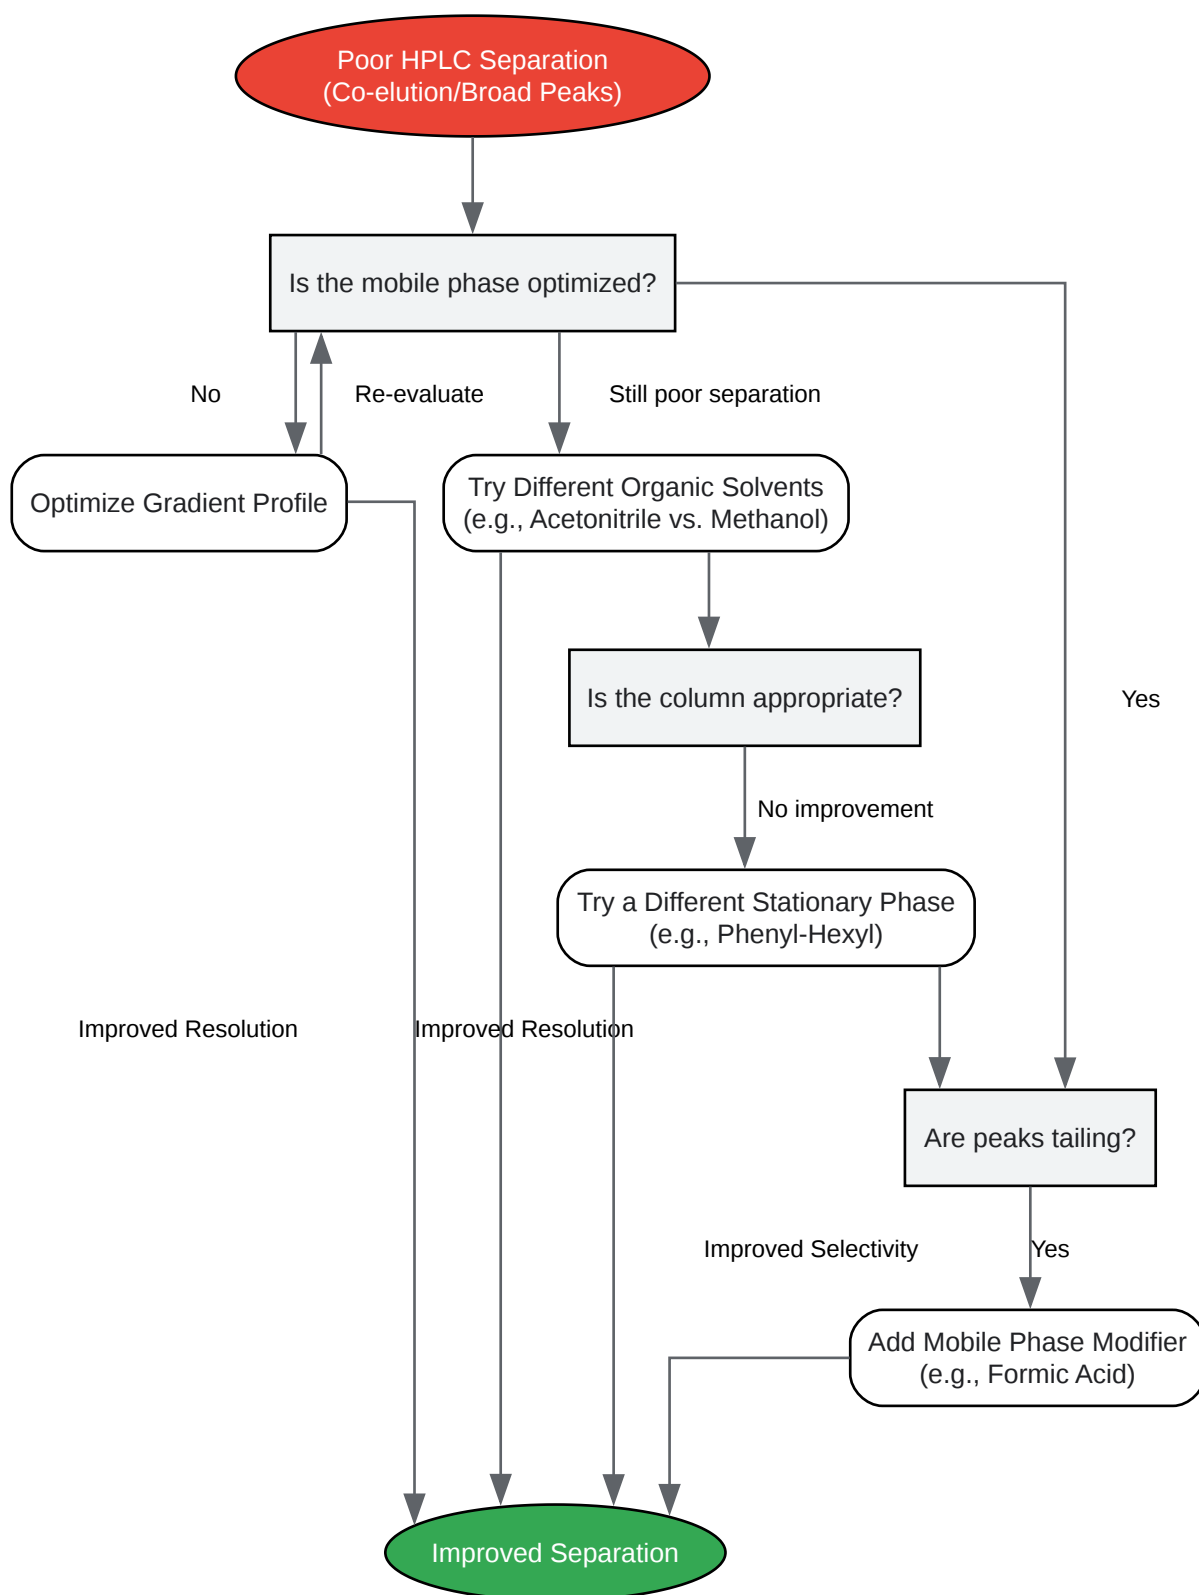 Poor HPLC Separation
(Co-elution/Broad Peaks)
Is the mobile phase optimized?
No
Re-evaluate
Still poor separation
Optimize Gradient Profile
Try Different Organic Solvents
(e.g., Acetonitrile vs. Methanol)
Is the column appropriate?
Yes
No improvement
Try a Different Stationary Phase
(e.g., Phenyl-Hexyl)
Improved Resolution
Improved Resolution
Are peaks tailing?
Improved Selectivity
Yes
Add Mobile Phase Modifier
(e.g., Formic Acid)
Improved Separation